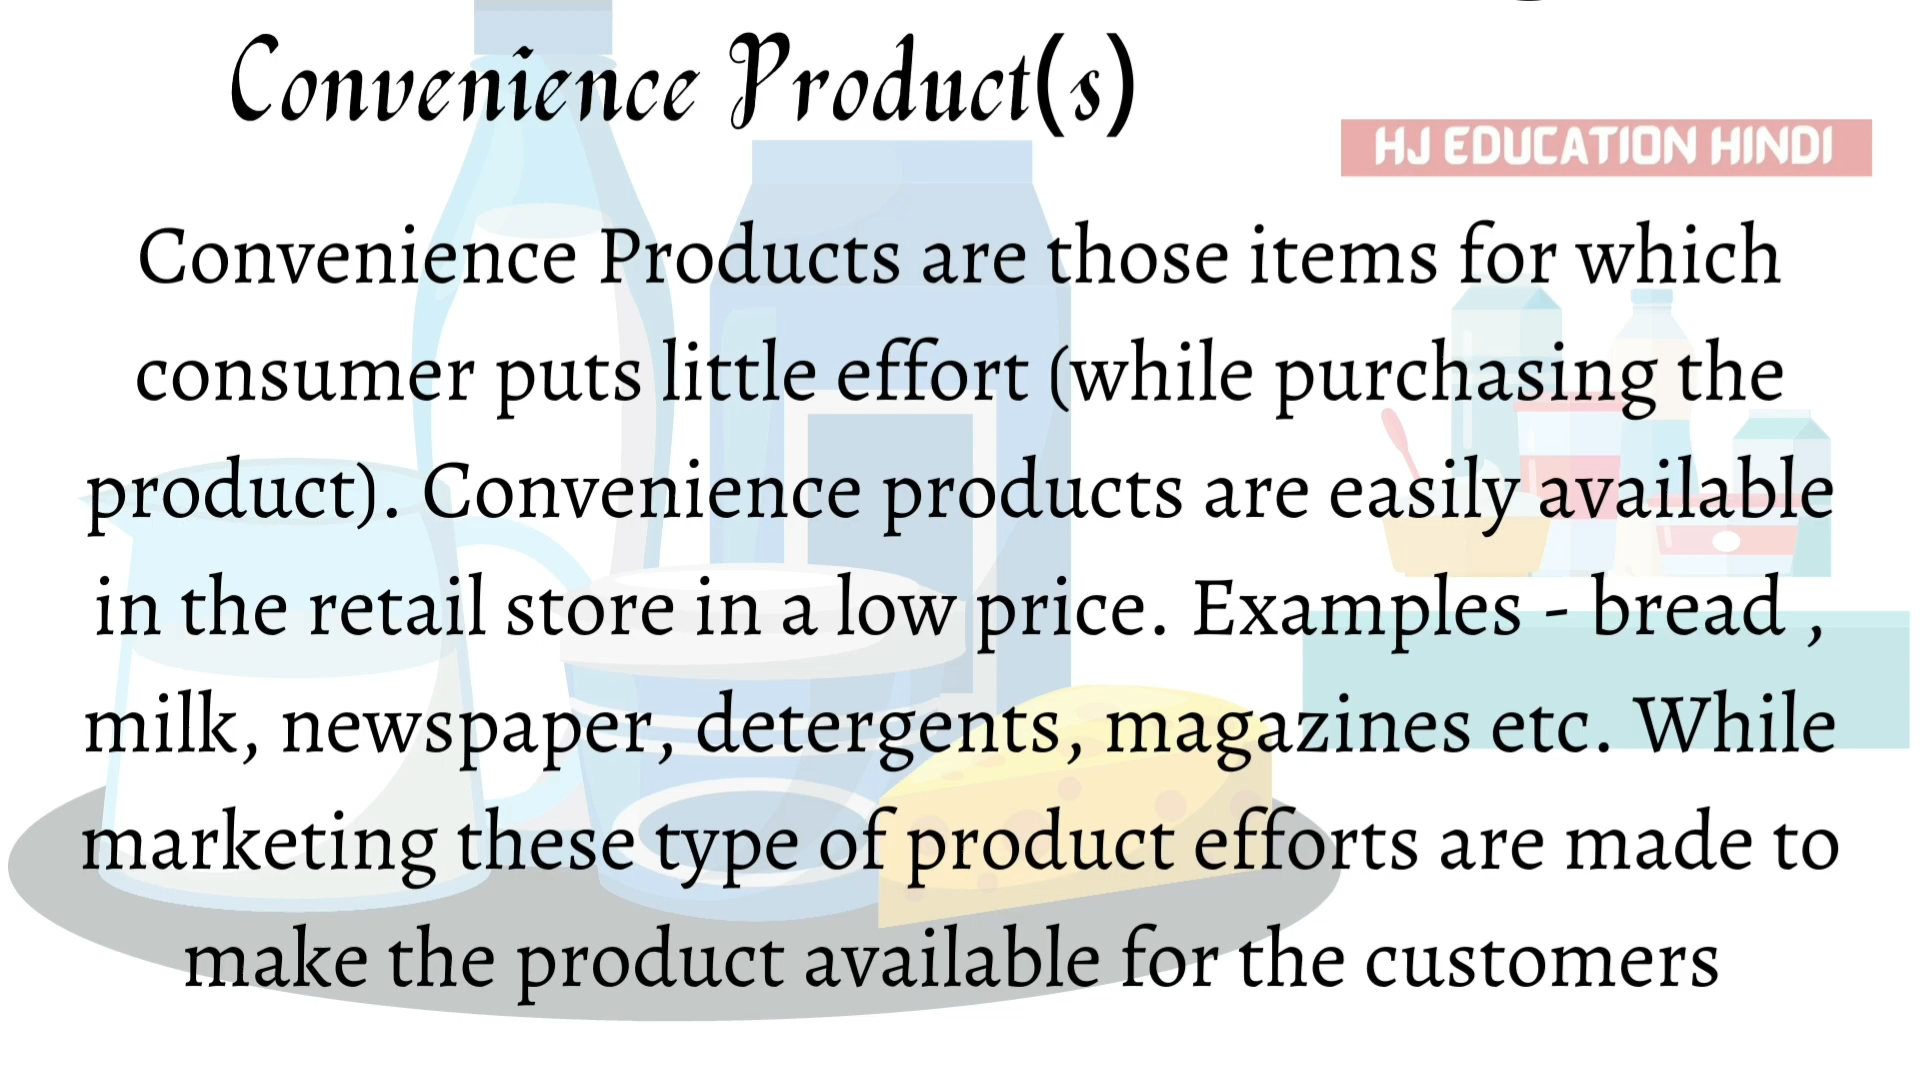 Convenience Product(s)
HJ EDUCATION HINDI
Convenience Products are those items for which
consumer puts little effort (while purchasing the
product). Convenience products are easily available
in the retail store in a low price. Examples - bread ,
milk, newspaper, detergents, magazines etc. While
marketing these type of product efforts are made to
make the product available for the customers